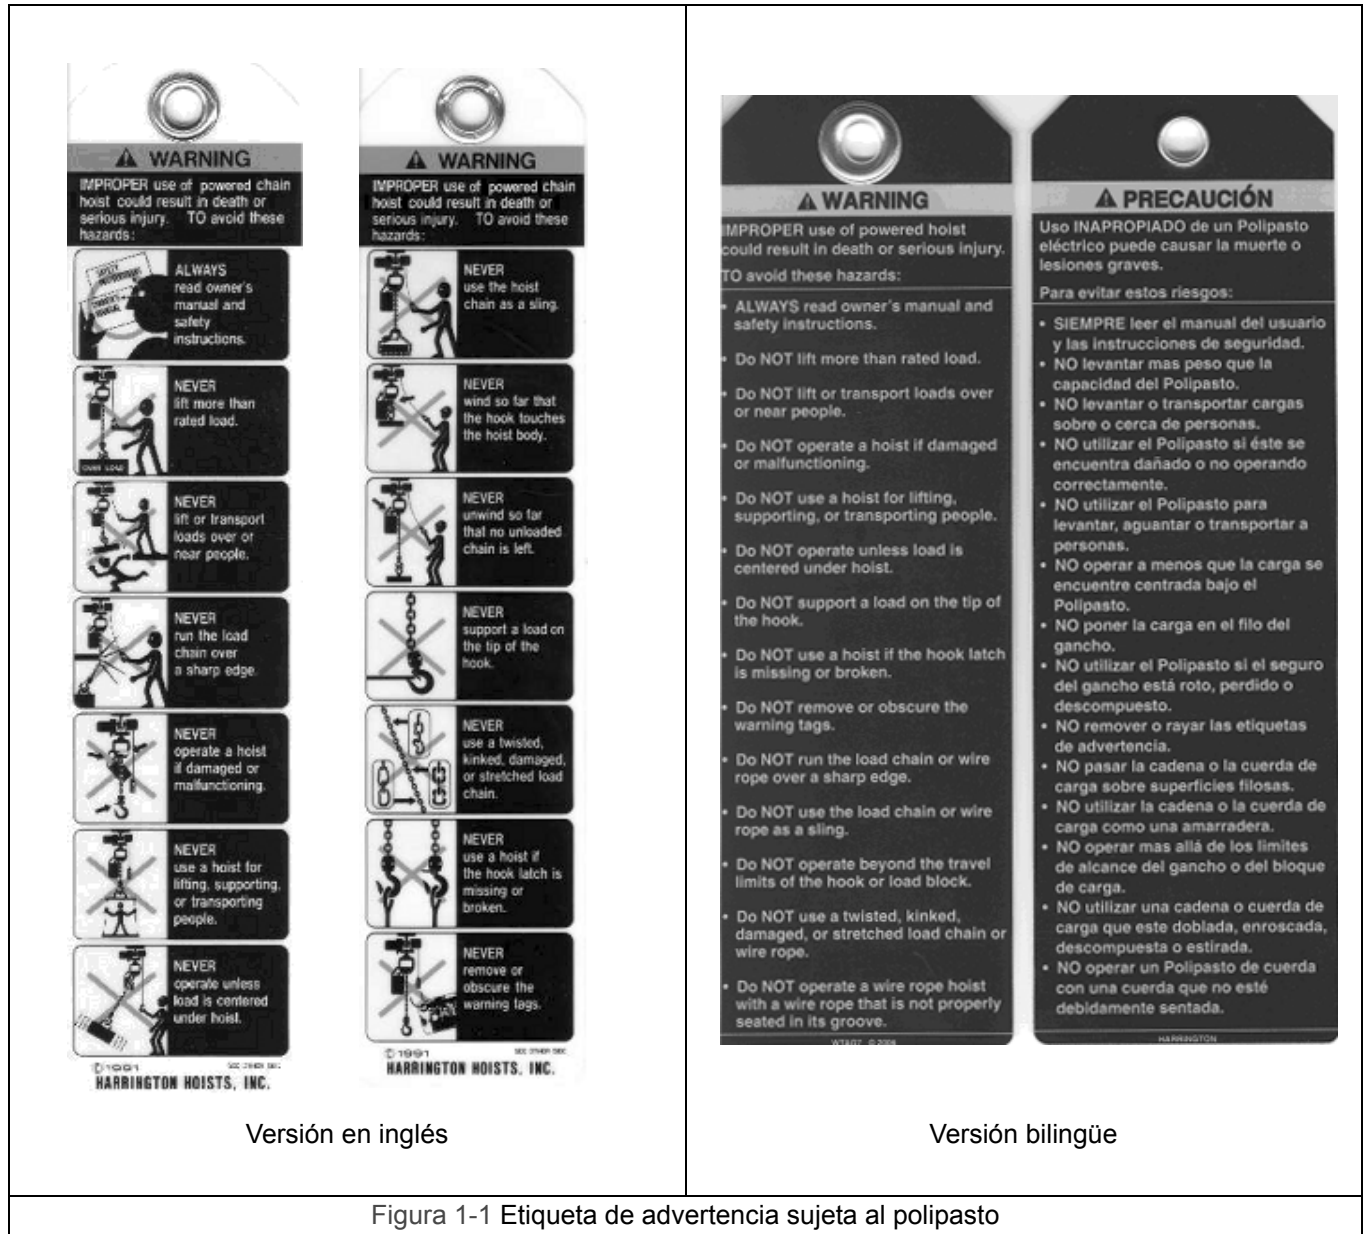 WARNING
IMPROPER use of powered chain
hoist could result in death or
serious injury. TO avoid these
hazards:
ALWAYS
read owner's
manual and
safety
instructions.
NEVER
lift more than
rated load.
OVER LOAD
NEVER
lift or transport
loads over or
near people.
NEVER
run the load
chain over
a sharp edge.
NEVER
operate a hoist
if damaged or
malfunctioning.
NEVER
use a hoist for
lifting, supporting,
or transporting
people.
NEVER
operate unless
load is centered
under hoist.
©1991 SEE OTHER SIDE
HARRINGTON HOISTS, INC.
WARNING
IMPROPER use of powered chain
hoist could result in death or
serious injury. TO avoid these
hazards:
NEVER
use the hoist
chain as a sling.
NEVER
wind so far that
the hook touches
the hoist body.
NEVER
unwind so far
that no unloaded
chain is left.
NEVER
support a load on
the tip of the
hook.
NEVER
use a twisted,
kinked, damaged,
or stretched load
chain.
NEVER
use a hoist if
the hook latch is
missing or
broken.
NEVER
remove or
obscure the
warning tags.
©1991 SEE OTHER SIDE
HARRINGTON HOISTS, INC.
Versión en inglés
WARNING
IMPROPER use of powered hoist
could result in death or serious injury.
TO avoid these hazards:
• ALWAYS read owner's manual and
safety instructions.
• Do NOT lift more than rated load.
• Do NOT lift or transport loads over
or near people.
• Do NOT operate a hoist if damaged
or malfunctioning.
• Do NOT use a hoist for lifting,
supporting, or transporting people.
• Do NOT operate unless load is
centered under hoist.
• Do NOT support a load on the tip of
the hook.
• Do NOT use a hoist if the hook latch
is missing or broken.
• Do NOT remove or obscure the
warning tags.
• Do NOT run the load chain or wire
rope over a sharp edge.
• Do NOT use the load chain or wire
rope as a sling.
• Do NOT operate beyond the travel
limits of the hook or load block.
• Do NOT use a twisted, kinked,
damaged, or stretched load chain or
wire rope.
• Do NOT operate a wire rope hoist
with a wire rope that is not properly
seated in its groove.
WTAG7 © 2006
PRECAUCIÓN
Uso INAPROPIADO de un Polipasto
eléctrico puede causar la muerte o
lesiones graves.
Para evitar estos riesgos:
• SIEMPRE leer el manual del usuario
y las instrucciones de seguridad.
• NO levantar mas peso que la
capacidad del Polipasto.
• NO levantar o transportar cargas
sobre o cerca de personas.
• NO utilizar el Polipasto si éste se
encuentra dañado o no operando
correctamente.
• NO utilizar el Polipasto para
levantar, aguantar o transportar a
personas.
• NO operar a menos que la carga se
encuentre centrada bajo el
Polipasto.
• NO poner la carga en el filo del
gancho.
• NO utilizar el Polipasto si el seguro
del gancho está roto, perdido o
descompuesto.
• NO remover o rayar las etiquetas
de advertencia.
• NO pasar la cadena o la cuerda de
carga sobre superficies filosas.
• NO utilizar la cadena o la cuerda de
carga como una amarradera.
• NO operar mas allá de los limites
de alcance del gancho o del bloque
de carga.
• NO utilizar una cadena o cuerda de
carga que este doblada, enroscada,
descompuesta o estirada.
• NO operar un Polipasto de cuerda
con una cuerda que no esté
debidamente sentada.
HARRINGTON
Versión bilingüe
Figura 1-1 Etiqueta de advertencia sujeta al polipasto